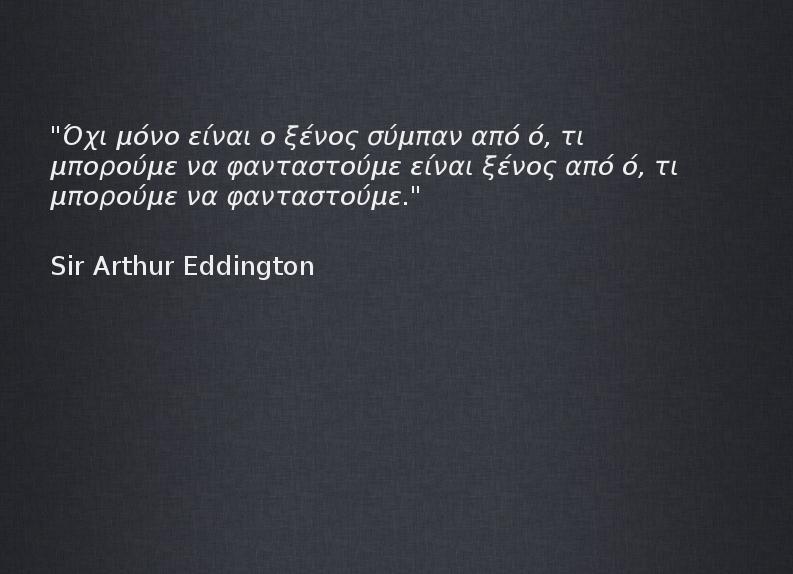 "Όχι μόνο είναι ο ξένος σύμπαν από ό, τι
μπορούμε να φανταστούμε είναι ξένος από ό, τι
μπορούμε να φανταστούμε."
Sir Arthur Eddington